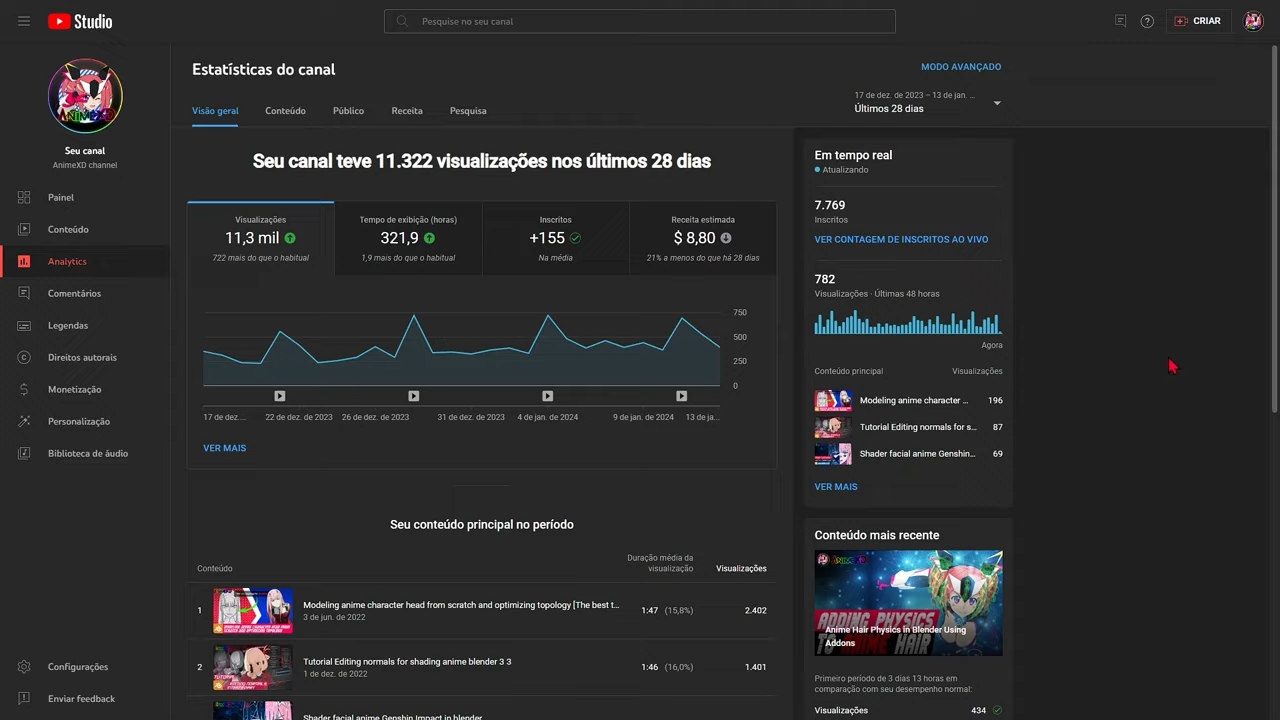 Studio
Pesquise no seu canal
CRIAR
Seu canal
AnimeXD channel
Painel
Conteúdo
Analytics
Comentários
Legendas
Direitos autorais
Monetização
Personalização
Biblioteca de áudio
Configurações
Enviar feedback
Estatísticas do canal
MODO AVANÇADO
Visão geral
Conteúdo
Público
Receita
Pesquisa
17 de dez. de 2023 – 13 de jan. ...
Últimos 28 dias
Seu canal teve 11.322 visualizações nos últimos 28 dias
Visualizações
11,3 mil
722 mais do que o habitual
Tempo de exibição (horas)
321,9
1,9 mais do que o habitual
Inscritos
+155
Na média
Receita estimada
$ 8,80
21% a menos do que há 28 dias
750
500
250
0
17 de dez....
22 de dez. de 2023
26 de dez. de 2023
31 de dez. de 2023
4 de jan. de 2024
9 de jan. de 2024
13 de ja...
VER MAIS
Seu conteúdo principal no período
Conteúdo
Duração média da
visualização
Visualizações
1
Modeling anime character head from scratch and optimizing topology [The best t...
3 de jun. de 2022
1:47 (15,8%)
2.402
2
Tutorial Editing normals for shading anime blender 3 3
1 de dez. de 2022
1:46 (16,0%)
1.401
Shader facial anime Genshin Impact in blender
Em tempo real
Atualizando
7.769
Inscritos
VER CONTAGEM DE INSCRITOS AO VIVO
782
Visualizações · Últimas 48 horas
Agora
Conteúdo principal
Visualizações
Modeling anime character ...
196
Tutorial Editing normals for s...
87
Shader facial anime Genshin...
69
VER MAIS
Conteúdo mais recente
ANIMEXD
ADDING PHYSICS
TO ANIME HAIR
Anime Hair Physics in Blender Using
Addons
Primeiro período de 3 dias 13 horas em
comparação com seu desempenho normal:
Visualizações
434